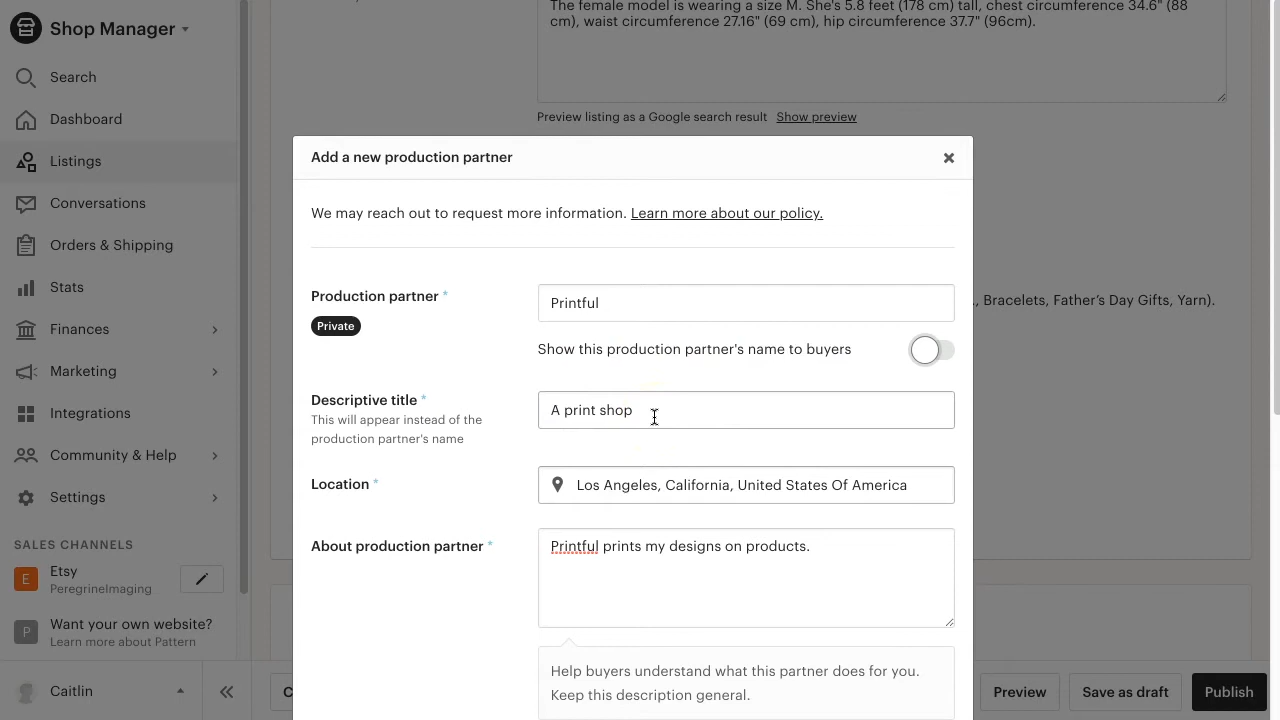 Shop Manager
Search
Dashboard
Listings
Conversations
Orders & Shipping
Stats
Finances
Marketing
Integrations
Community & Help
Settings
SALES CHANNELS
E
Etsy
PeregrineImaging
P
Want your own website?
Learn more about Pattern
Caitlin
The female model is wearing a size M. She's 5.8 feet (178 cm) tall, chest circumference 34.6" (88
cm), waist circumference 27.16" (69 cm), hip circumference 37.7" (96cm).
Preview listing as a Google search result Show preview
Add a new production partner
We may reach out to request more information. Learn more about our policy.
Production partner *
Private
Printful
Show this production partner's name to buyers
Descriptive title *
This will appear instead of the
production partner's name
A print shop
Location *
Los Angeles, California, United States Of America
About production partner *
Printful prints my designs on products.
Help buyers understand what this partner does for you.
Keep this description general.
, Bracelets, Father's Day Gifts, Yarn).
C
Preview
Save as draft
Publish